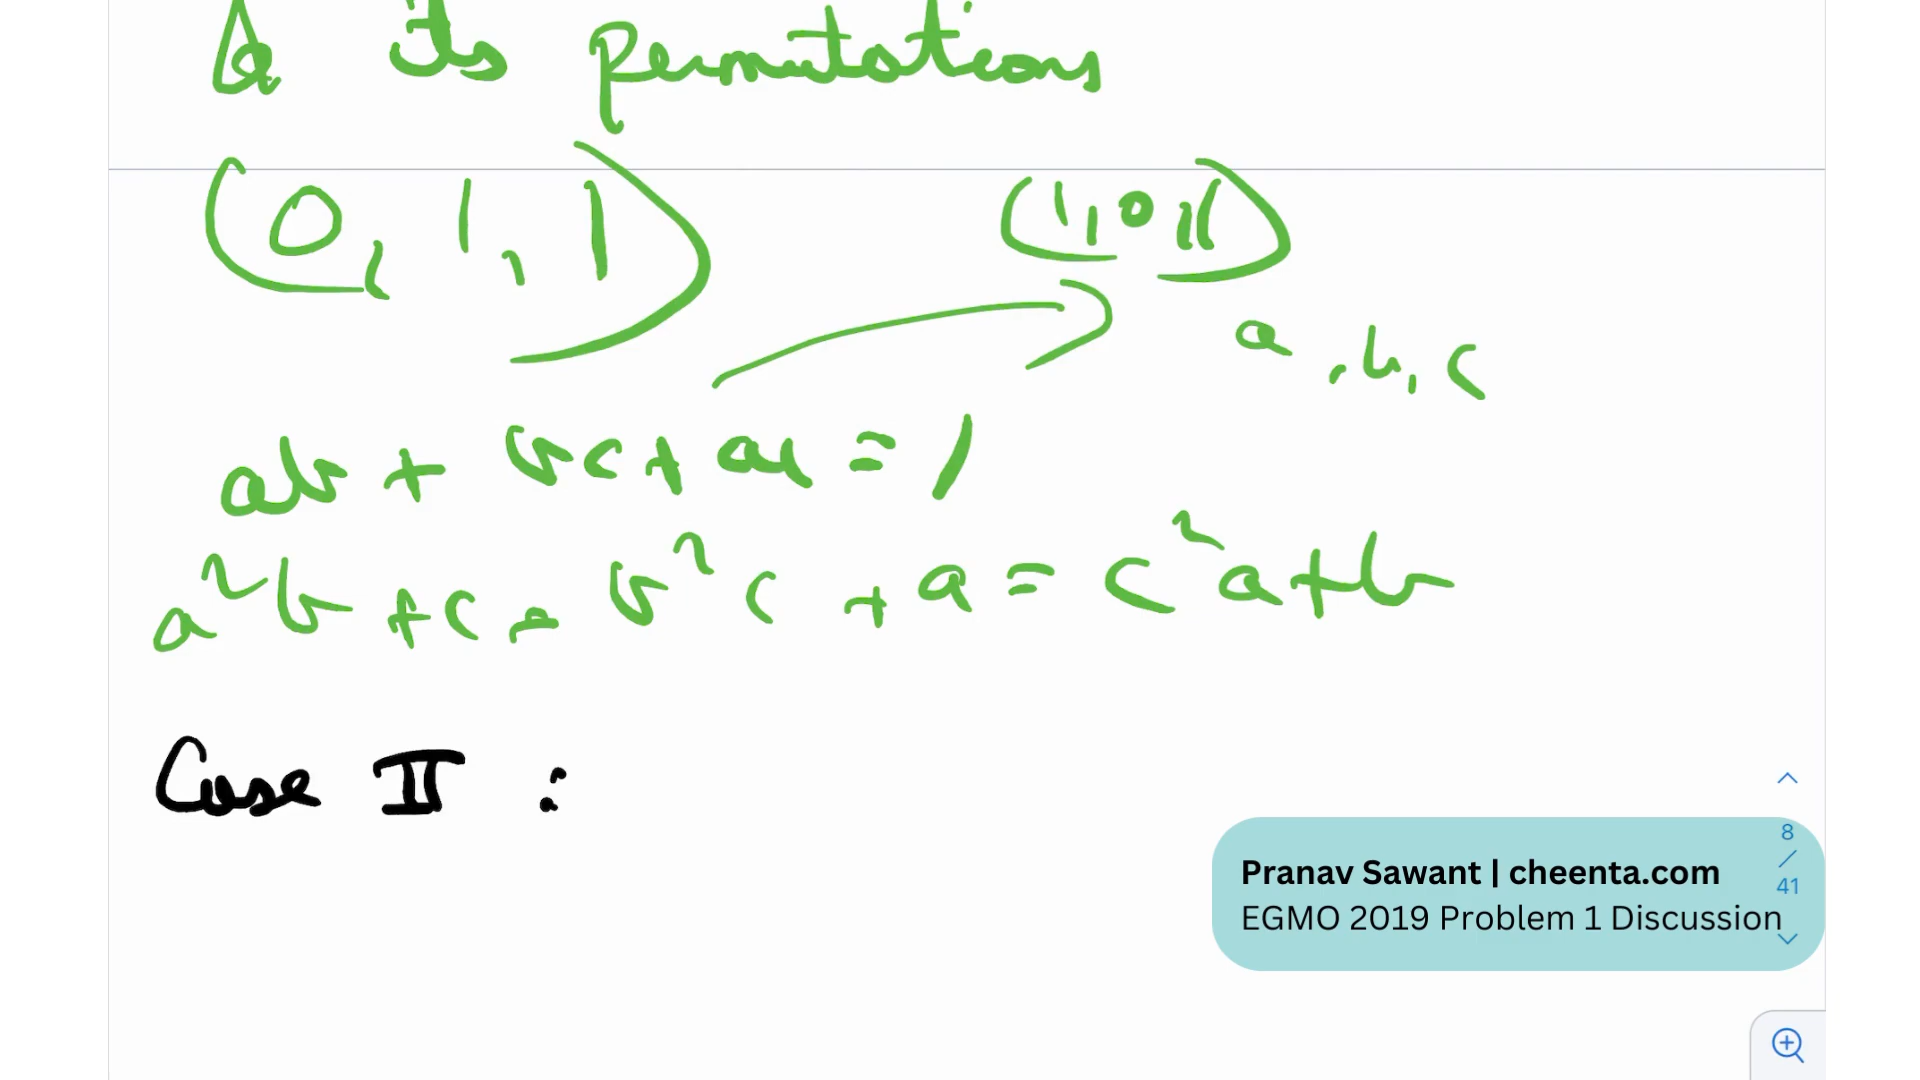 & its permutations
(0, 1, 1) (1, 0, 1)
a, b, c
ab + bc + ac = 1
a²b + c = b²c + a = c²a + b
Case II :
8
/
41
Pranav Sawant | cheenta.com
EGMO 2019 Problem 1 Discussion